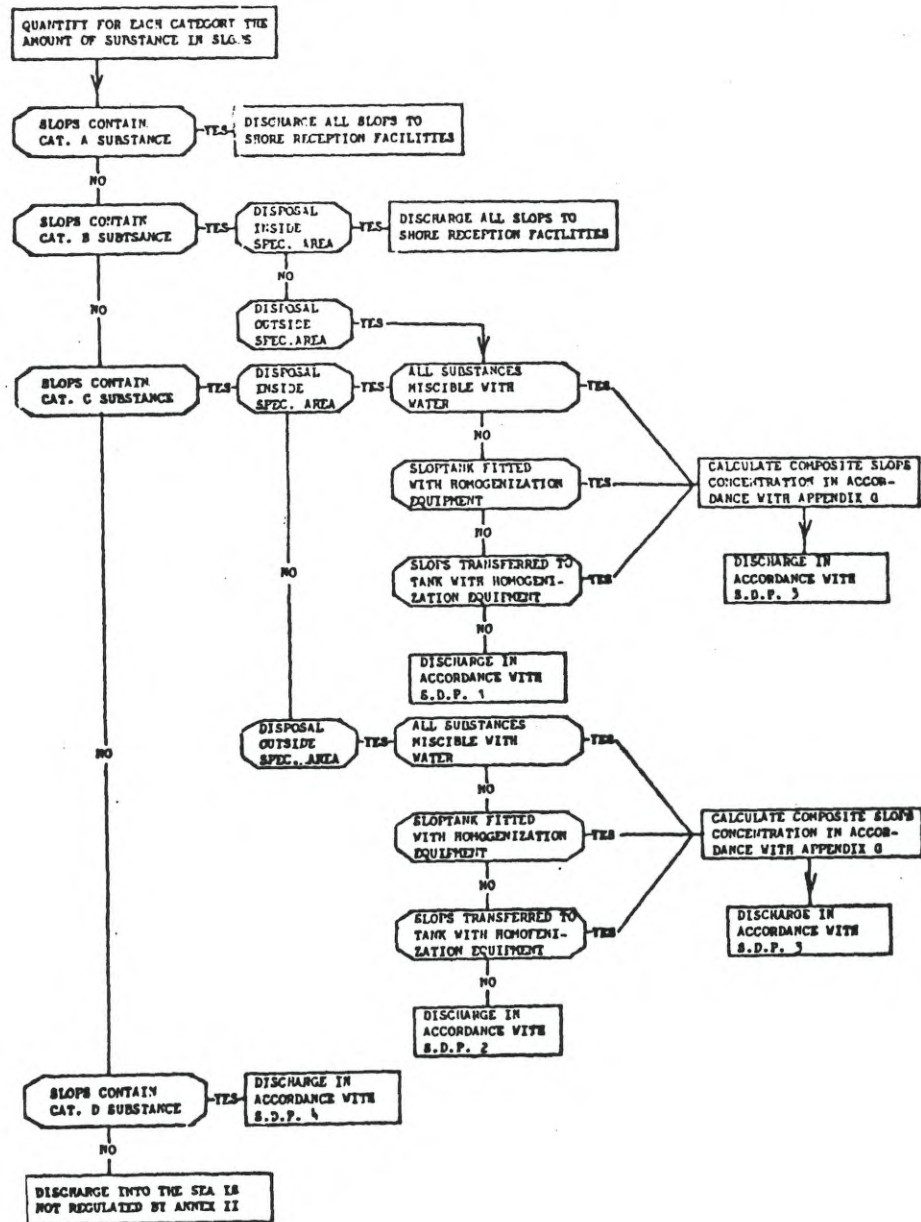 QUANTIFY FOR EACH CATEGORY THE
AMOUNT OF SUBSTANCE IN SLOPS
SLOPS CONTAIN
CAT. A SUBSTANCE
YES
DISCHARGE ALL SLOPS TO
SHORE RECEPTION FACILITIES
NO
SLOPS CONTAIN
CAT. B SUBTSANCE
YES
DISPOSAL
INSIDE
SPEC. AREA
YES
DISCHARGE ALL SLOPS TO
SHORE RECEPTION FACILITIES
NO
NO
DISPOSAL
OUTSIDE
SPEC.AREA
YES
SLOPS CONTAIN
CAT. C SUBSTANCE
YES
DISPOSAL
INSIDE
SPEC. AREA
YES
ALL SUBSTANCES
MISCIBLE WITH
WATER
YES
NO
SLOPTANK FITTED
WITH HOMOGENIZATION
EQUIPMENT
YES
CALCULATE COMPOSITE SLOPS
CONCENTRATION IN ACCOR-
DANCE WITH APPENDIX G
NO
NO
SLOPS TRANSFERRED TO
TANK WITH HOMOGENI-
ZATION EQUIPMENT
YES
DISCHARGE IN
ACCORDANCE WITH
S.D.P. 3
NO
DISCHARGE IN
ACCORDANCE WITH
S.D.P. 1
NO
DISPOSAL
OUTSIDE
SPEC. AREA
YES
ALL SUBSTANCES
MISCIBLE WITH
WATER
YES
NO
SLOPTANK FITTED
WITH HOMOGENIZATION
EQUIPMENT
YES
CALCULATE COMPOSITE SLOPS
CONCENTRATION IN ACCOR-
DANCE WITH APPENDIX G
NO
SLOPS TRANSFERRED TO
TANK WITH HOMOFENI-
ZATION EQUIPMENT
YES
DISCHARGE IN
ACCORDANCE WITH
S.D.P. 3
NO
DISCHARGE IN
ACCORDANCE WITH
S.D.P. 2
SLOPS CONTAIN
CAT. D SUBSTANCE
YES
DISCHARGE IN
ACCORDANCE WITH
S.D.P. 4
NO
DISCHARGE INTO THE SEA IS
NOT REGULATED BY ANNEX II